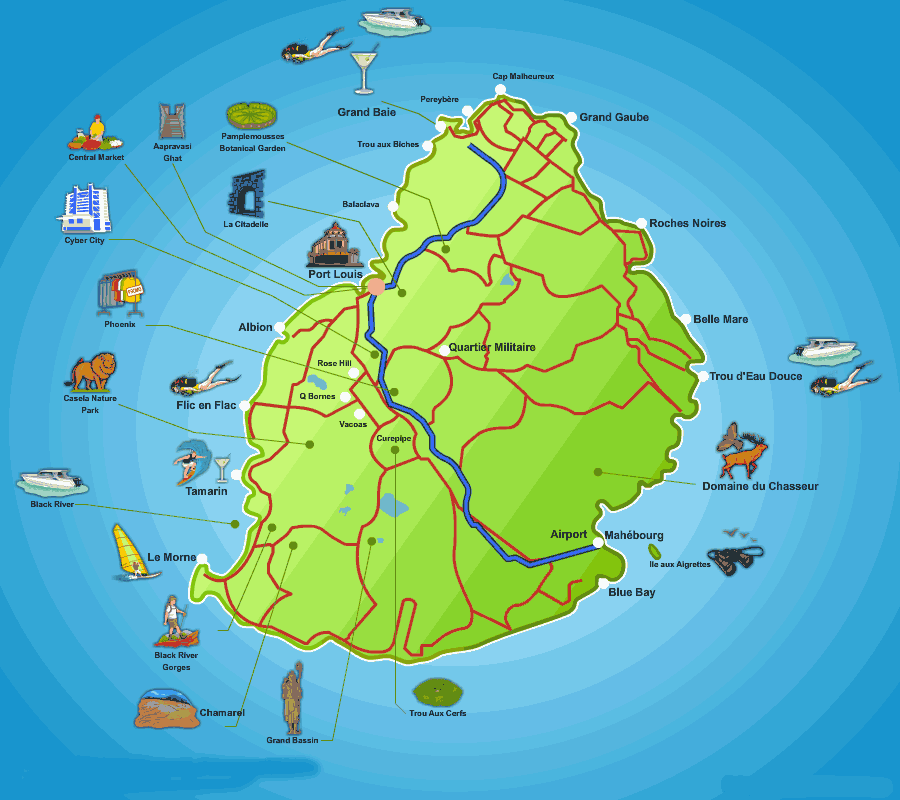 Cap Malheureux
Pereybère
Grand Baie
Grand Gaube
Pamplemousses
Botanical Garden
Aapravasi
Ghat
Central Market
Trou aux Biches
Balaclava
La Citadelle
Roches Noires
Cyber City
Port Louis
Phoenix
Albion
Belle Mare
Quartier Militaire
Rose Hill
Trou d'Eau Douce
Casela Nature
Park
Flic en Flac
Q Bornes
Vacoas
Curepipe
Tamarin
Domaine du Chasseur
Black River
Airport
Mahébourg
Le Morne
Ile aux Aigrettes
Blue Bay
Black River
Gorges
Chamarel
Trou Aux Cerfs
Grand Bassin